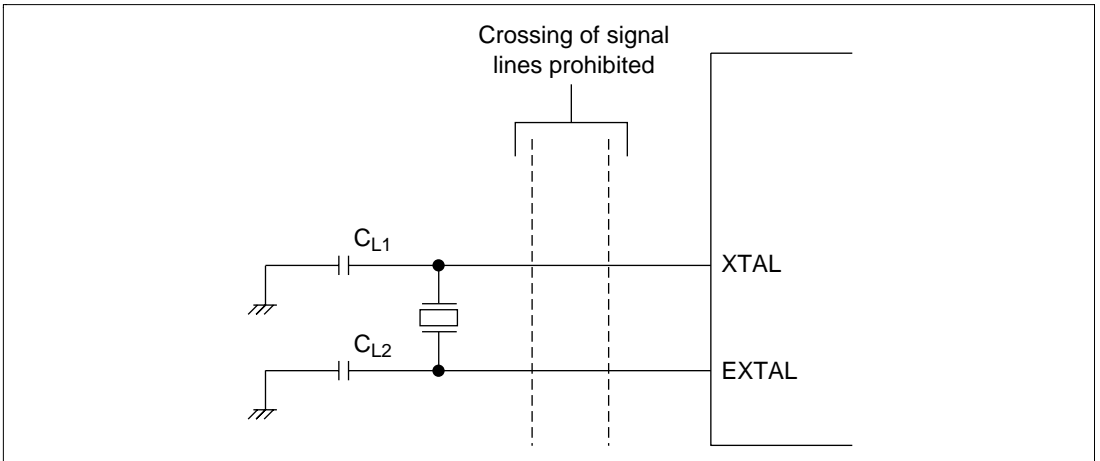 Crossing of signal
lines prohibited
CL1
XTAL
CL2
EXTAL